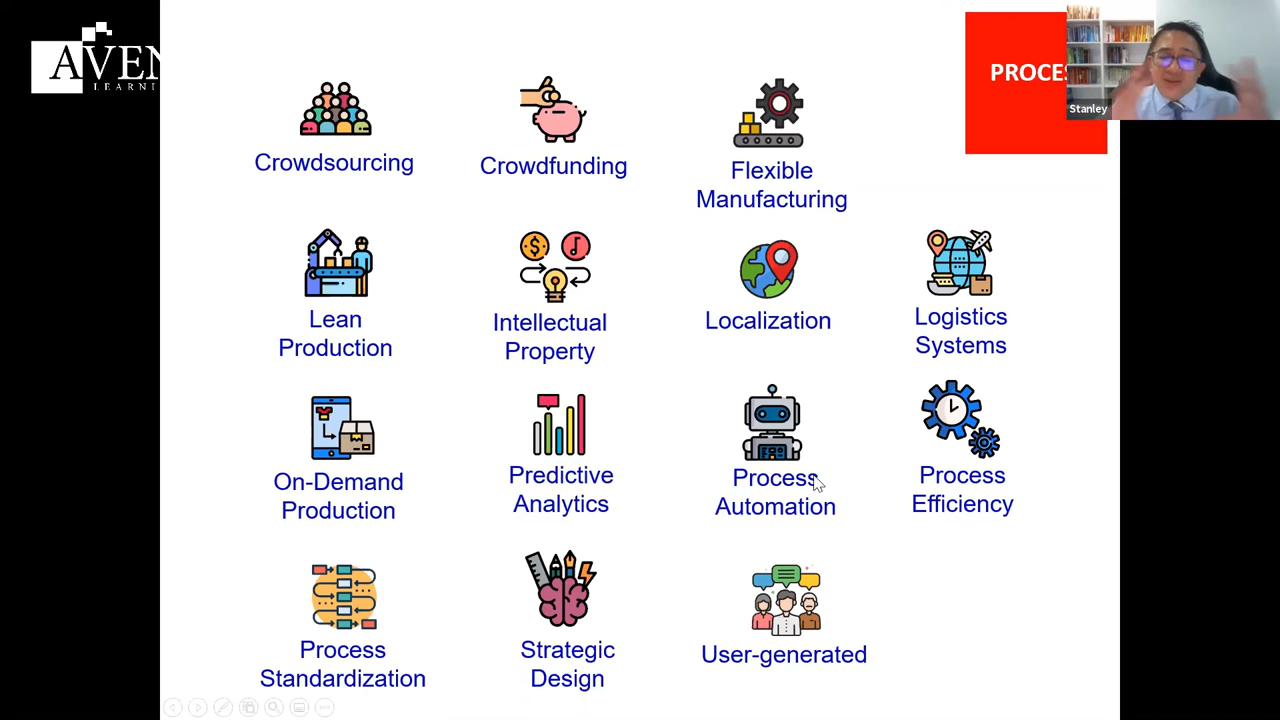 AVEN
LEARNI
PROCES
Stanley
Crowdsourcing
Crowdfunding
Flexible
Manufacturing
Lean
Production
Intellectual
Property
Localization
Logistics
Systems
On-Demand
Production
Predictive
Analytics
Process
Automation
Process
Efficiency
Process
Standardization
Strategic
Design
User-generated